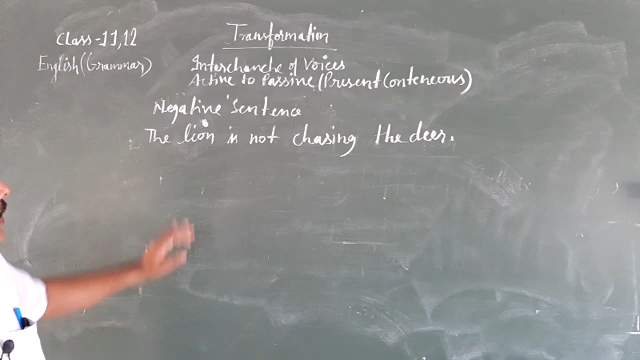 Class-11,12
English(Grammar)
Transformation
Interchange of Voices
Active to Passive(Present Conteneous)
Negative Sentence
The lion is not chasing the deer.